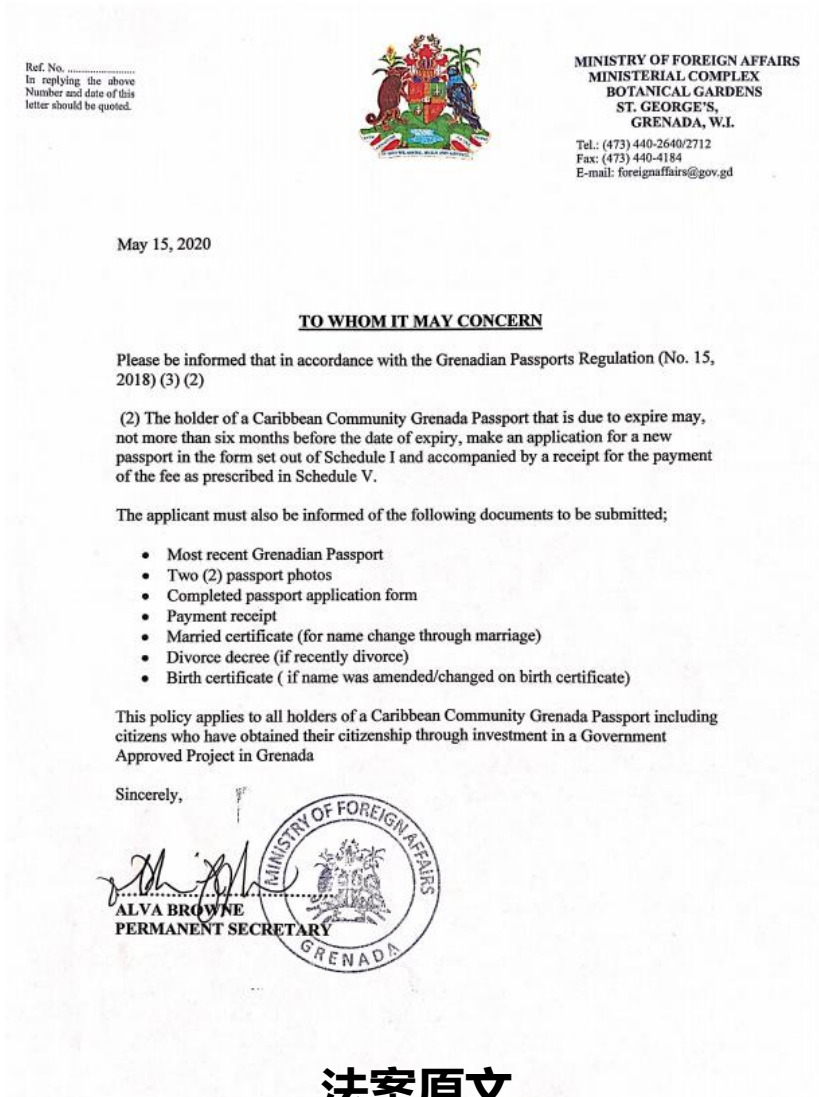 Ref. No. ........................
In replying the above
Number and date of this
letter should be quoted.
MINISTRY OF FOREIGN AFFAIRS
MINISTERIAL COMPLEX
BOTANICAL GARDENS
ST. GEORGE'S,
GRENADA, W.I.
Tel.: (473) 440-2640/2712
Fax: (473) 440-4184
E-mail: foreignaffairs@gov.gd
May 15, 2020
TO WHOM IT MAY CONCERN
Please be informed that in accordance with the Grenadian Passports Regulation (No. 15,
2018) (3) (2)
(2) The holder of a Caribbean Community Grenada Passport that is due to expire may,
not more than six months before the date of expiry, make an application for a new
passport in the form set out of Schedule I and accompanied by a receipt for the payment
of the fee as prescribed in Schedule V.
The applicant must also be informed of the following documents to be submitted;
• Most recent Grenadian Passport
• Two (2) passport photos
• Completed passport application form
• Payment receipt
• Married certificate (for name change through marriage)
• Divorce decree (if recently divorce)
• Birth certificate ( if name was amended/changed on birth certificate)
This policy applies to all holders of a Caribbean Community Grenada Passport including
citizens who have obtained their citizenship through investment in a Government
Approved Project in Grenada
Sincerely,
ALVA BROWNE
PERMANENT SECRETARY
MINISTRY OF FOREIGN AFFAIRS
GRENADA
法案原文